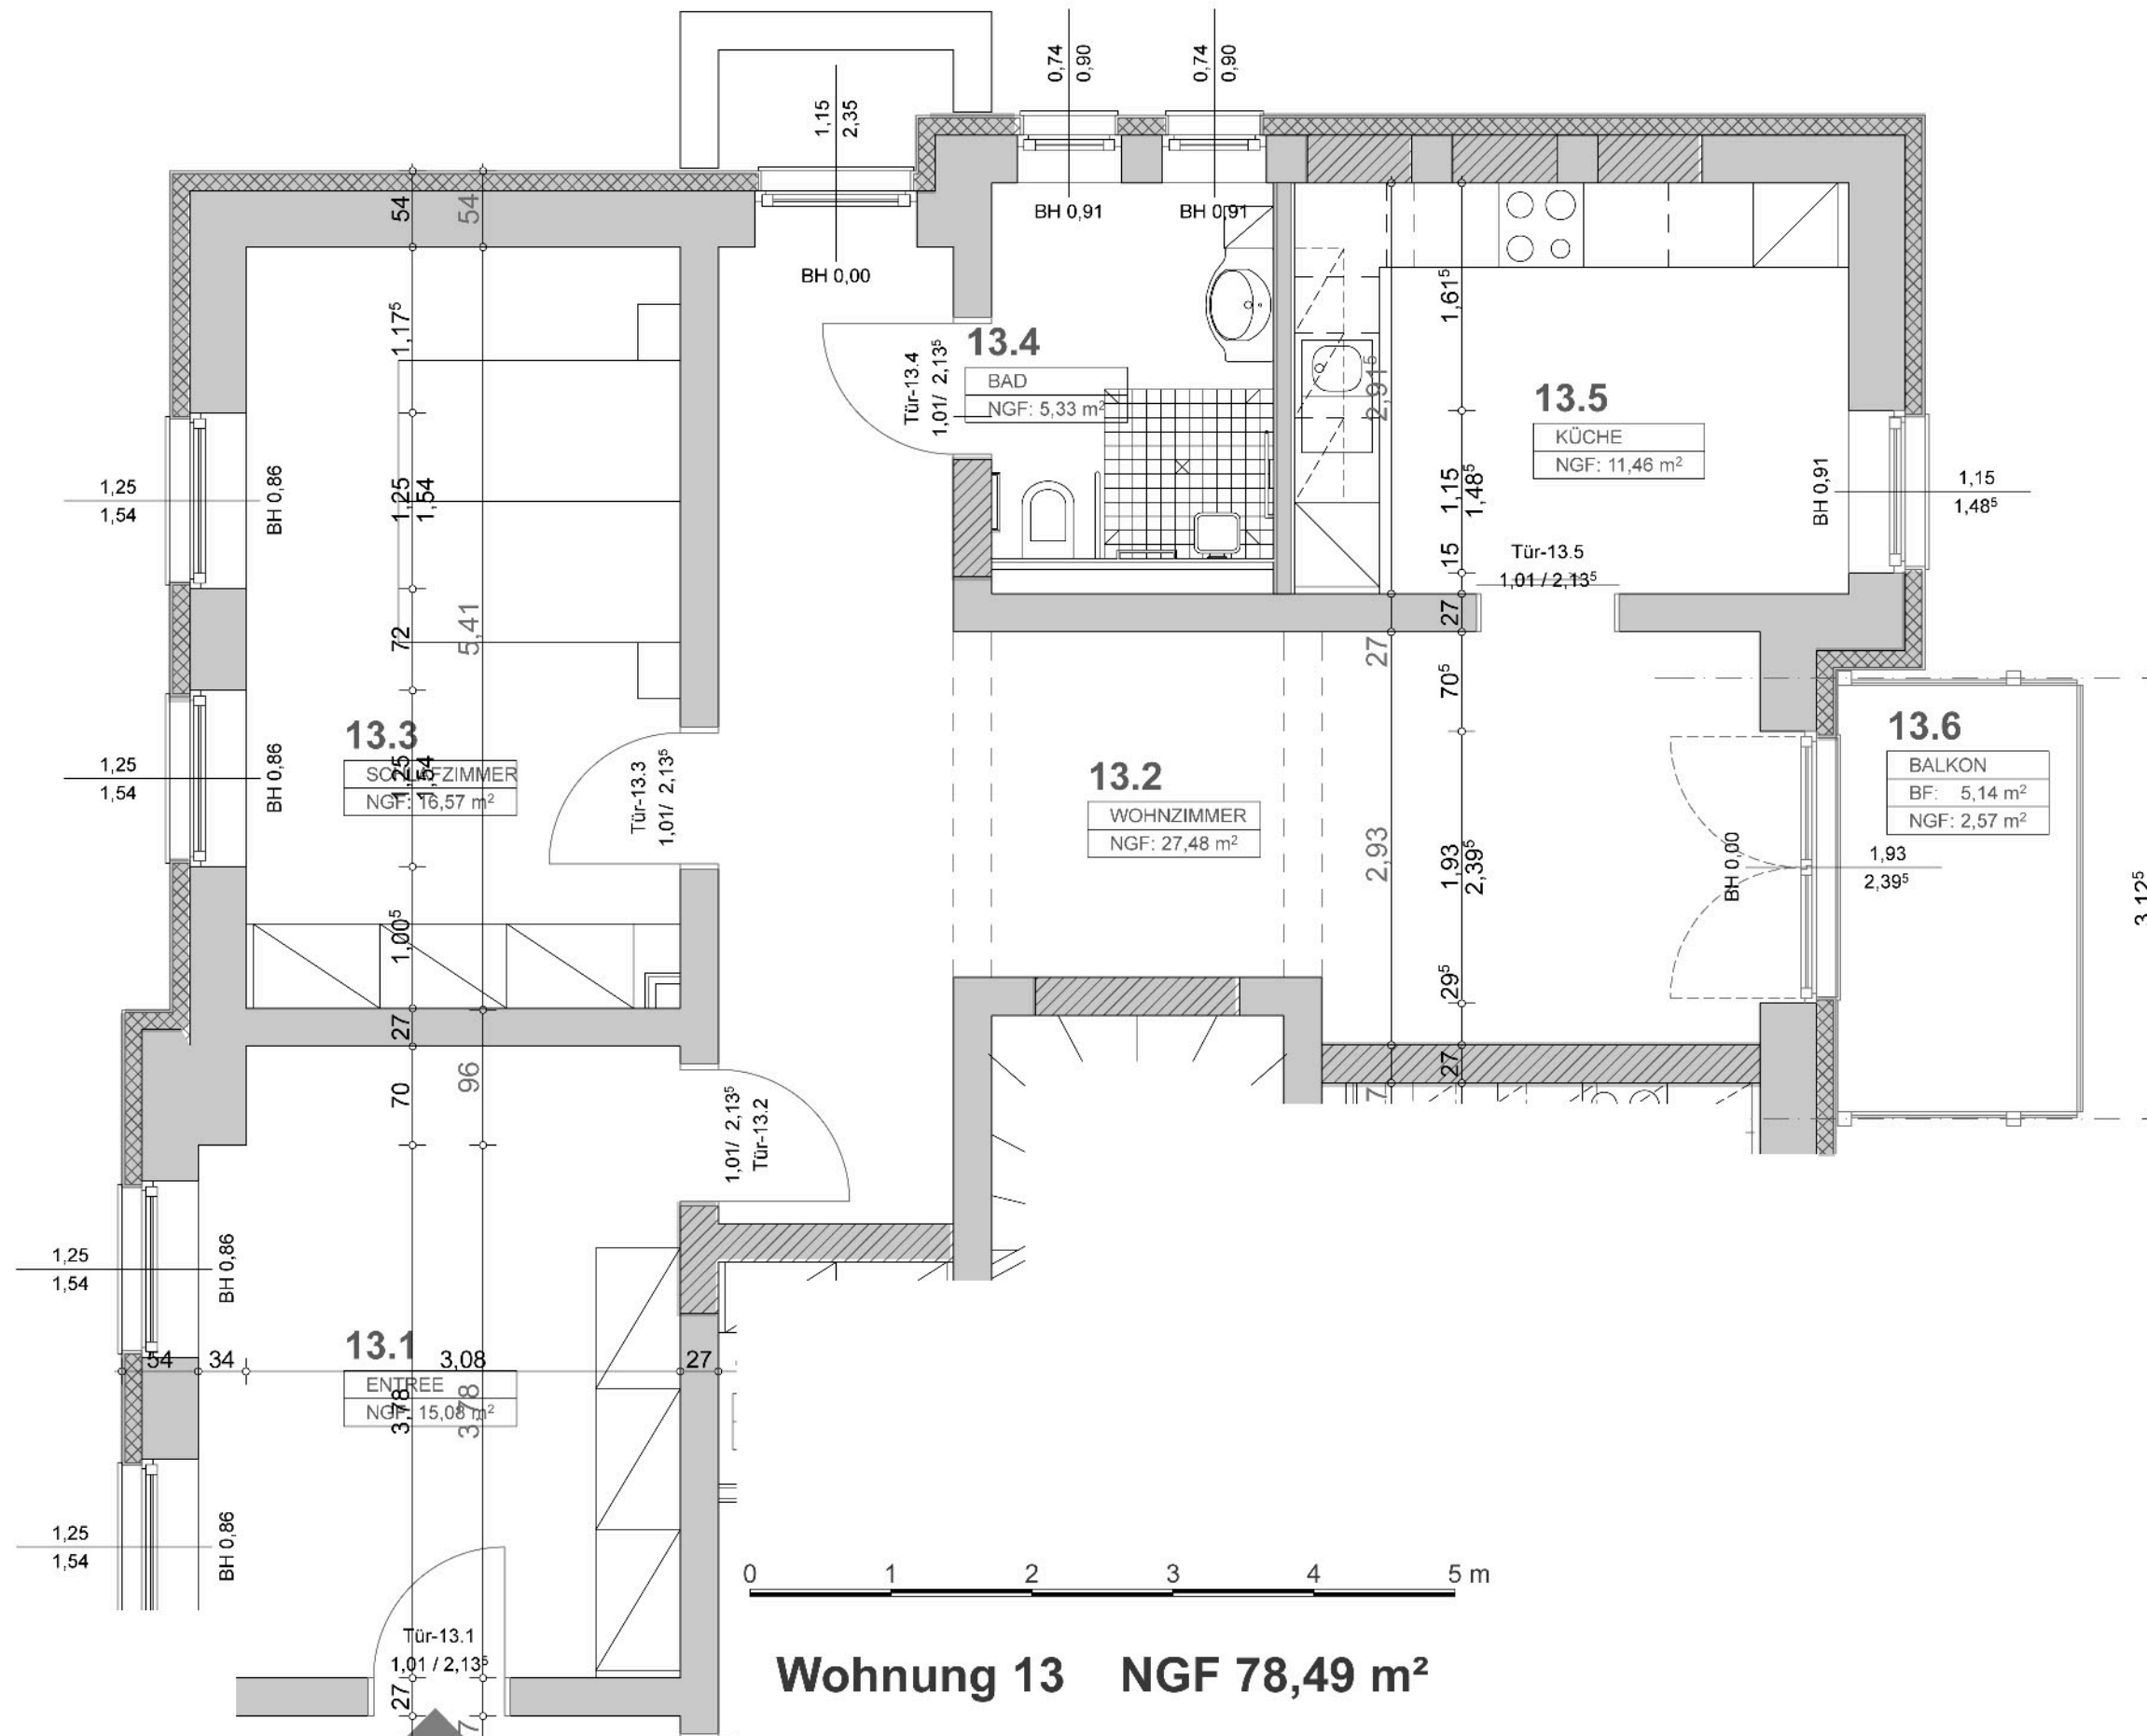 0,74
0,90
0,74
0,90
1,15
2,35
54
54
BH 0,91
BH 0,91
BH 0,00
1,17⁵
1,61⁵
13.4
BAD
NGF: 5,33 m²
Tür-13.4
1,01/ 2,13⁵
2,91⁵
13.5
KÜCHE
NGF: 11,46 m²
1,25
1,54
BH 0,86
1,25
1,54
1,15
1,48⁵
BH 0,91
1,15
1,48⁵
15
Tür-13.5
1,01 / 2,13⁵
72
5,41
27
27
70⁵
13.3
SCHLAFZIMMER
NGF: 16,57 m²
1,25
1,54
1,25
1,54
BH 0,86
Tür-13.3
1,01/ 2,13⁵
13.2
WOHNZIMMER
NGF: 27,48 m²
2,93
1,93
2,39⁵
BH 0,00
13.6
BALKON
BF: 5,14 m²
NGF: 2,57 m²
1,93
2,39⁵
3,12⁵
1,00⁵
29⁵
27
27
96
70
7
1,01/ 2,13⁵
Tür-13.2
1,25
1,54
BH 0,86
13.1
54
34
3,08
27
ENTREE
NGF: 15,08 m²
3,78
3,78
1,25
1,54
BH 0,86
0 1 2 3 4 5 m
Tür-13.1
1,01 / 2,13⁵
27
7
Wohnung 13 NGF 78,49 m²